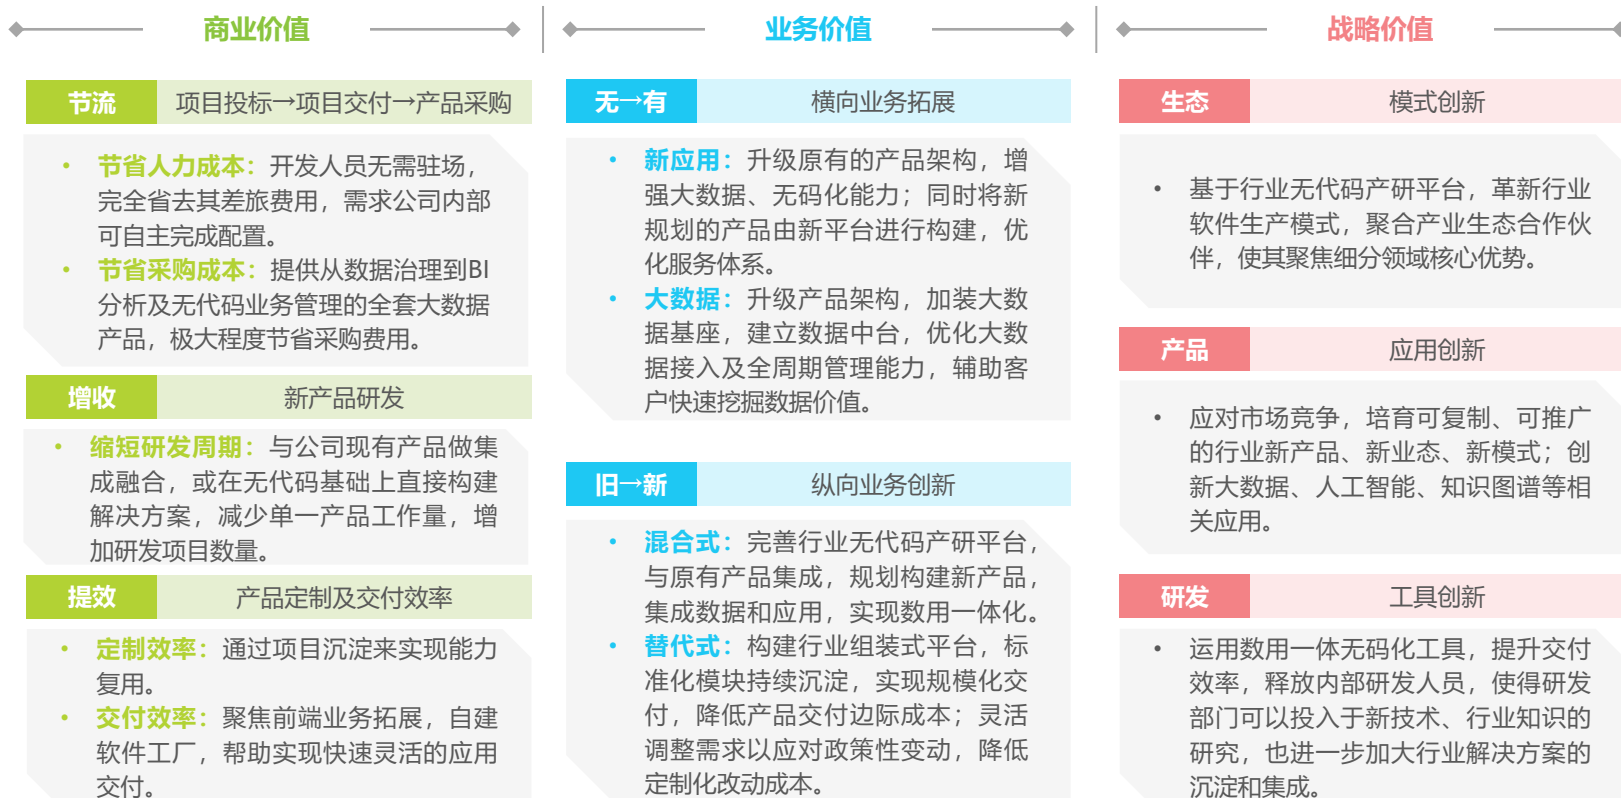 商业价值
节流
项目投标→项目交付→产品采购
• 节省人力成本：开发人员无需驻场，
完全省去其差旅费用，需求公司内部
可自主完成配置。
• 节省采购成本：提供从数据治理到BI
分析及无代码业务管理的全套大数据
产品，极大程度节省采购费用。
增收
新产品研发
• 缩短研发周期：与公司现有产品做集
成融合，或在无代码基础上直接构建
解决方案，减少单一产品工作量，增
加研发项目数量。
提效
产品定制及交付效率
• 定制效率：通过项目沉淀来实现能力
复用。
• 交付效率：聚焦前端业务拓展，自建
软件工厂，帮助实现快速灵活的应用
交付。
业务价值
无→有
横向业务拓展
• 新应用：升级原有的产品架构，增
强大数据、无码化能力；同时将新
规划的产品由新平台进行构建，优
化服务体系。
• 大数据：升级产品架构，加装大数
据基座，建立数据中台，优化大数
据接入及全周期管理能力，辅助客
户快速挖掘数据价值。
旧→新
纵向业务创新
• 混合式：完善行业无代码产研平台，
与原有产品集成，规划构建新产品，
集成数据和应用，实现数用一体化。
• 替代式：构建行业组装式平台，标
准化模块持续沉淀，实现规模化交
付，降低产品交付边际成本；灵活
调整需求以应对政策性变动，降低
定制化改动成本。
战略价值
生态
模式创新
• 基于行业无代码产研平台，革新行业
软件生产模式，聚合产业生态合作伙
伴，使其聚焦细分领域核心优势。
产品
应用创新
• 应对市场竞争，培育可复制、可推广
的行业新产品、新业态、新模式；创
新大数据、人工智能、知识图谱等相
关应用。
研发
工具创新
• 运用数用一体无码化工具，提升交付
效率，释放内部研发人员，使得研发
部门可以投入于新技术、行业知识的
研究，也进一步加大行业解决方案的
沉淀和集成。